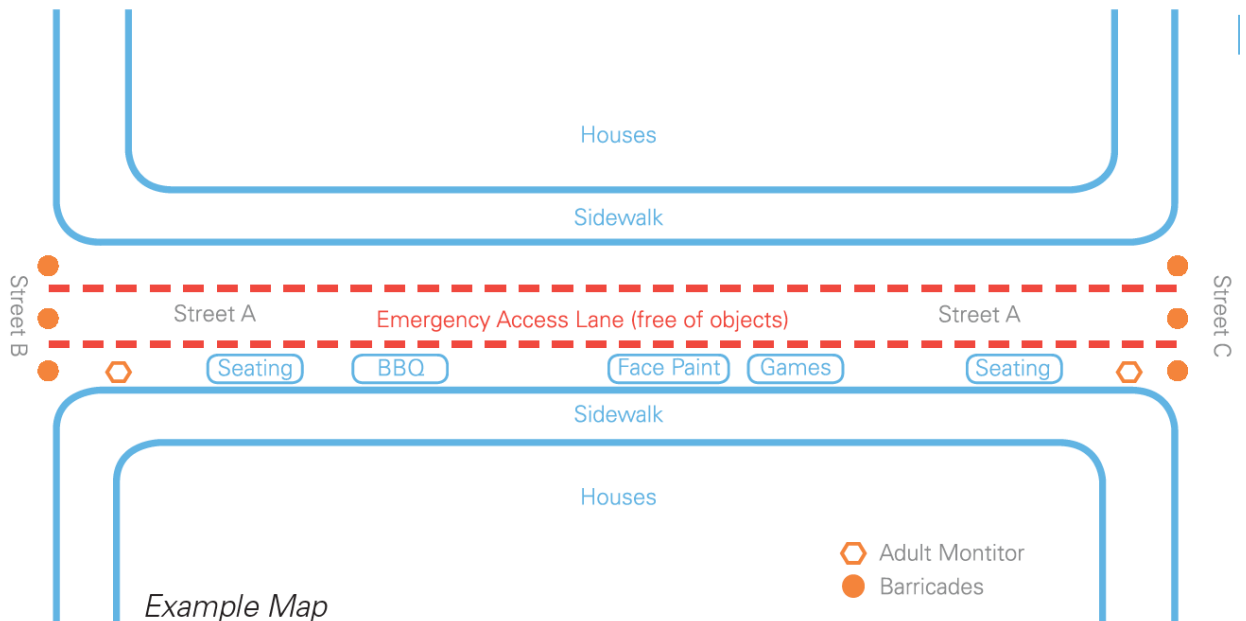 Houses
Sidewalk
Street B
Street A
Emergency Access Lane (free of objects)
Street A
Street C
Seating
BBQ
Face Paint
Games
Seating
Sidewalk
Houses
Adult Montitor
Barricades
Example Map